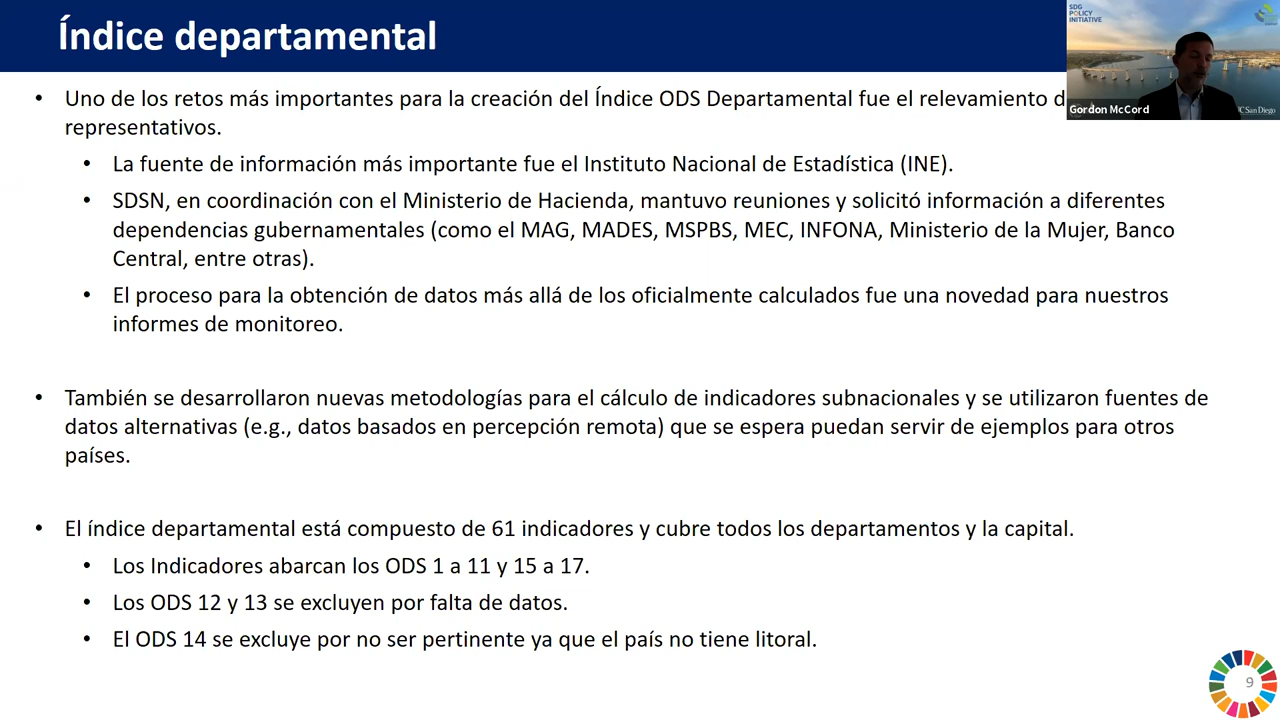 Índice departamental
SDG
POLICY
INITIATIVE
Gordon McCord
UC San Diego
• Uno de los retos más importantes para la creación del Índice ODS Departamental fue el relevamiento
representativos.
• La fuente de información más importante fue el Instituto Nacional de Estadística (INE).
• SDSN, en coordinación con el Ministerio de Hacienda, mantuvo reuniones y solicitó información a diferentes
dependencias gubernamentales (como el MAG, MADES, MSPBS, MEC, INFONA, Ministerio de la Mujer, Banco
Central, entre otras).
• El proceso para la obtención de datos más allá de los oficialmente calculados fue una novedad para nuestros
informes de monitoreo.
• También se desarrollaron nuevas metodologías para el cálculo de indicadores subnacionales y se utilizaron fuentes de
datos alternativas (e.g., datos basados en percepción remota) que se espera puedan servir de ejemplos para otros
países.
• El índice departamental está compuesto de 61 indicadores y cubre todos los departamentos y la capital.
• Los Indicadores abarcan los ODS 1 a 11 y 15 a 17.
• Los ODS 12 y 13 se excluyen por falta de datos.
• El ODS 14 se excluye por no ser pertinente ya que el país no tiene litoral.
9